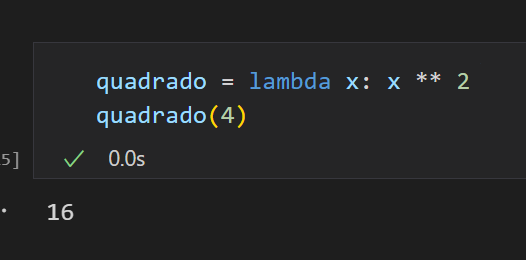 quadrado = lambda x: x ** 2
quadrado(4)
5]
0.0s
16